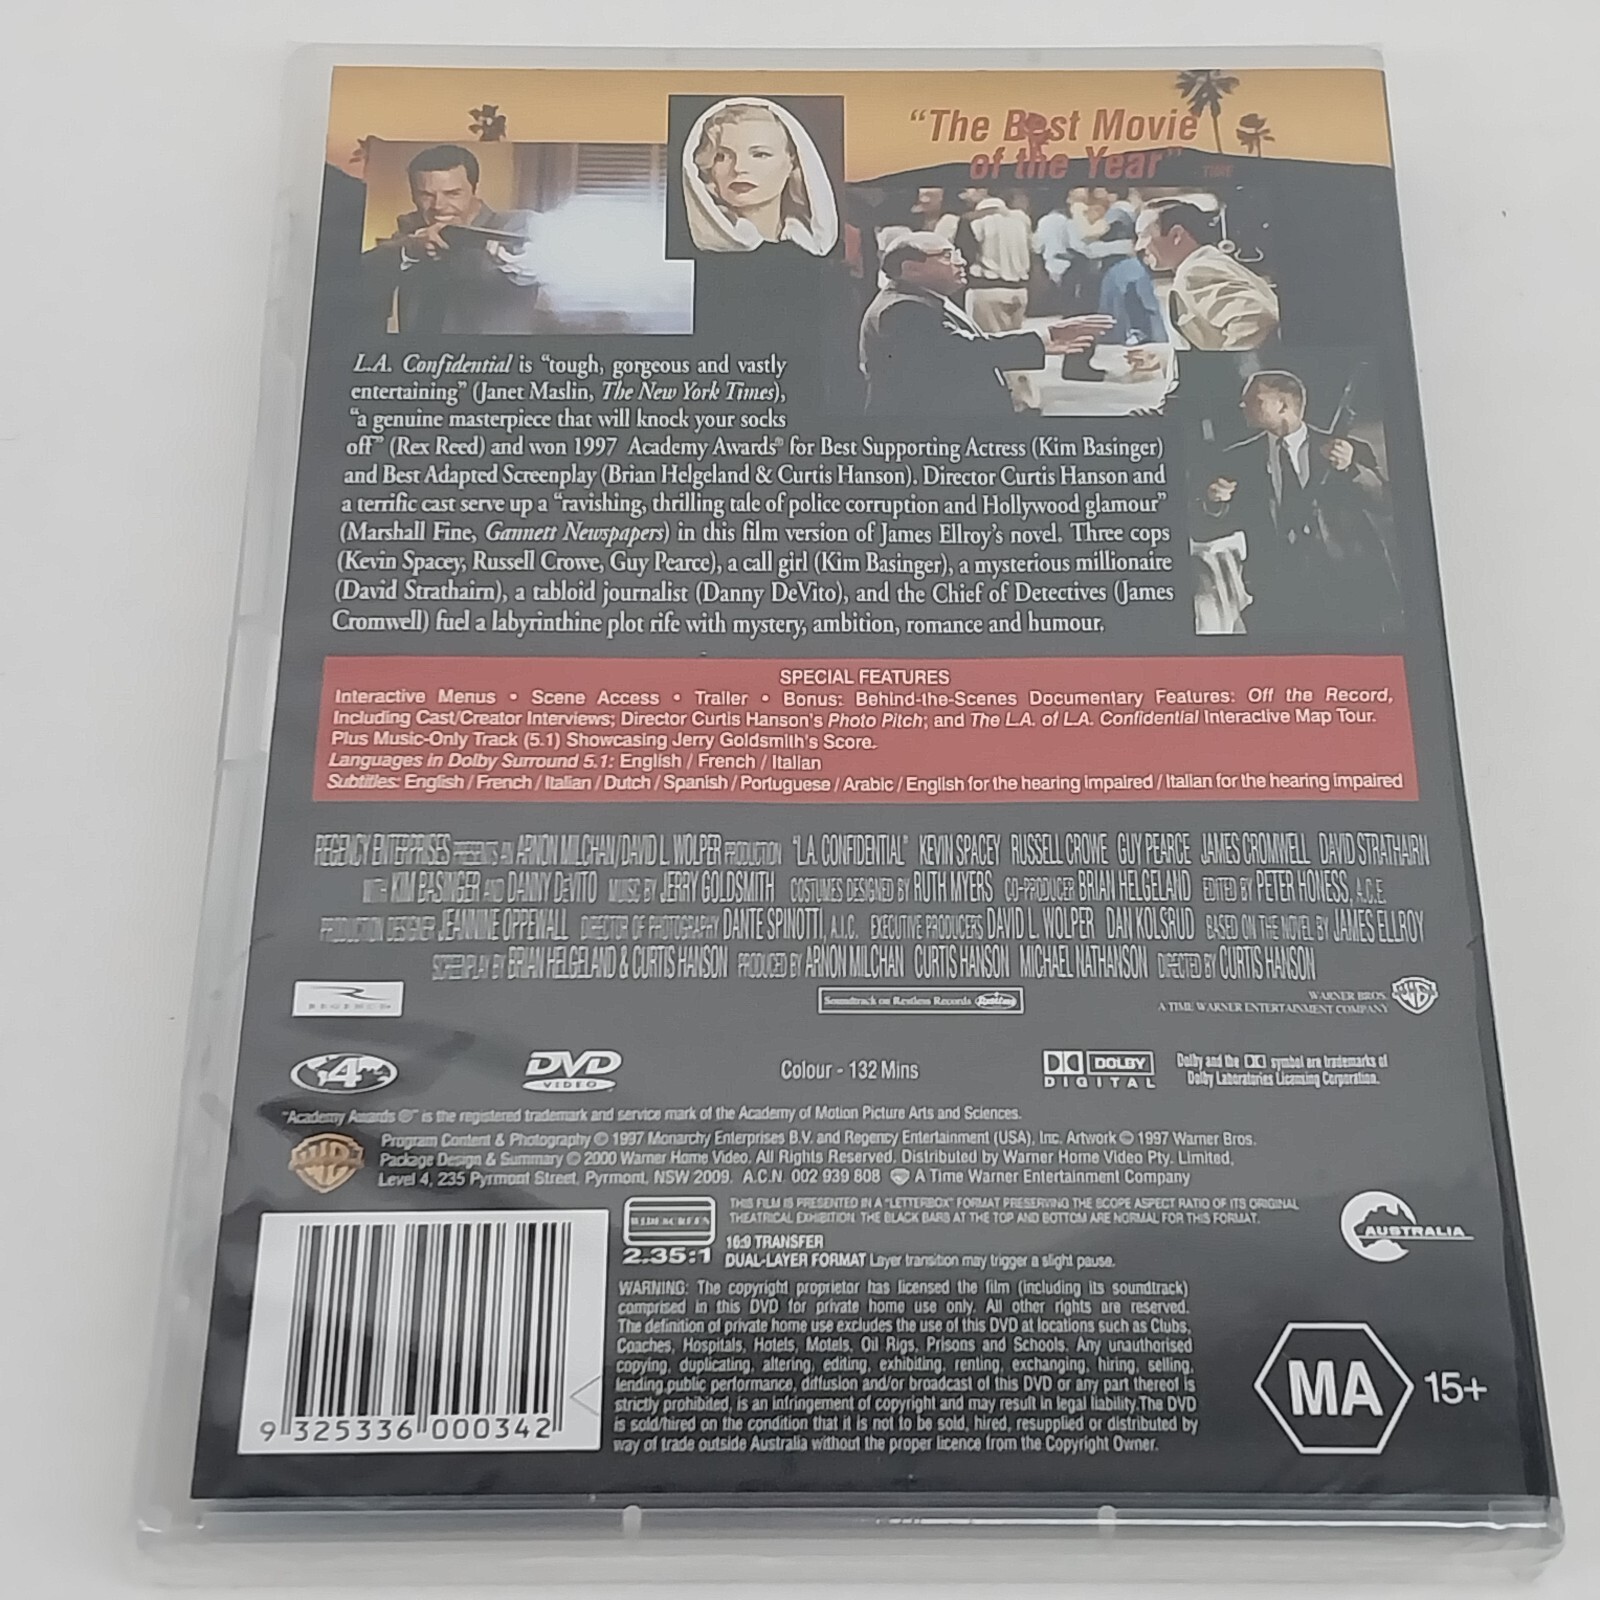 “The Best Movie
of the Year”
TIME
L.A. Confidential is “tough, gorgeous and vastly
entertaining” (Janet Maslin, The New York Times),
“a genuine masterpiece that will knock your socks
off” (Rex Reed) and won 1997 Academy Awards® for Best Supporting Actress (Kim Basinger)
and Best Adapted Screenplay (Brian Helgeland & Curtis Hanson). Director Curtis Hanson and
a terrific cast serve up a “ravishing, thrilling tale of police corruption and Hollywood glamour”
(Marshall Fine, Gannett Newspapers) in this film version of James Ellroy’s novel. Three cops
(Kevin Spacey, Russell Crowe, Guy Pearce), a call girl (Kim Basinger), a mysterious millionaire
(David Strathairn), a tabloid journalist (Danny DeVito), and the Chief of Detectives (James
Cromwell) fuel a labyrinthine plot rife with mystery, ambition, romance and humour.
SPECIAL FEATURES
Interactive Menus • Scene Access • Trailer • Bonus: Behind-the-Scenes Documentary Features: Off the Record,
Including Cast/Creator Interviews; Director Curtis Hanson’s Photo Pitch; and The L.A. of L.A. Confidential Interactive Map Tour.
Plus Music-Only Track (5.1) Showcasing Jerry Goldsmith’s Score.
Languages in Dolby Surround 5.1: English / French / Italian
Subtitles: English / French / Italian / Dutch / Spanish / Portuguese / Arabic / English for the hearing impaired / Italian for the hearing impaired
REGENCY ENTERPRISES PRESENTS AN ARNON MILCHAN/DAVID L. WOLPER PRODUCTION “L.A. CONFIDENTIAL” KEVIN SPACEY RUSSELL CROWE GUY PEARCE JAMES CROMWELL DAVID STRATHAIRN
WITH KIM BASINGER AND DANNY DeVITO MUSIC BY JERRY GOLDSMITH COSTUMES DESIGNED BY RUTH MYERS CO-PRODUCER BRIAN HELGELAND EDITED BY PETER HONESS, A.C.E.
PRODUCTION DESIGNER JEANNINE OPPEWALL DIRECTOR OF PHOTOGRAPHY DANTE SPINOTTI, A.I.C. EXECUTIVE PRODUCERS DAVID L. WOLPER DAN KOLSRUD BASED ON THE NOVEL BY JAMES ELLROY
SCREENPLAY BY BRIAN HELGELAND & CURTIS HANSON PRODUCED BY ARNON MILCHAN CURTIS HANSON MICHAEL NATHANSON DIRECTED BY CURTIS HANSON
REGENCY
Soundtrack on Restless Records Restless
WARNER BROS.
A TIME WARNER ENTERTAINMENT COMPANY
4
DVD
VIDEO
Colour - 132 Mins
DOLBY
DIGITAL
Dolby and the DD symbol are trademarks of
Dolby Laboratories Licensing Corporation.
“Academy Awards ®” is the registered trademark and service mark of the Academy of Motion Picture Arts and Sciences.
Program Content & Photography © 1997 Monarchy Enterprises B.V. and Regency Entertainment (USA), Inc. Artwork © 1997 Warner Bros.
Package Design & Summary © 2000 Warner Home Video. All Rights Reserved. Distributed by Warner Home Video Pty. Limited,
Level 4, 235 Pyrmont Street, Pyrmont, NSW 2009. A.C.N. 002 939 808 A Time Warner Entertainment Company
WIDESCREEN
2.35:1
THIS FILM IS PRESENTED IN A “LETTERBOX” FORMAT PRESERVING THE SCOPE ASPECT RATIO OF ITS ORIGINAL
THEATRICAL EXHIBITION. THE BLACK BARS AT THE TOP AND BOTTOM ARE NORMAL FOR THIS FORMAT.
16:9 TRANSFER
DUAL-LAYER FORMAT Layer transition may trigger a slight pause.
AUSTRALIA
WARNING: The copyright proprietor has licensed the film (including its soundtrack)
comprised in this DVD for private home use only. All other rights are reserved.
The definition of private home use excludes the use of this DVD at locations such as Clubs,
Coaches, Hospitals, Hotels, Motels, Oil Rigs, Prisons and Schools. Any unauthorised
copying, duplicating, altering, editing, exhibiting, renting, exchanging, hiring, selling,
lending,public performance, diffusion and/or broadcast of this DVD or any part thereof is
strictly prohibited, is an infringement of copyright and may result in legal liability.The DVD
is sold/hired on the condition that it is not to be sold, hired, resupplied or distributed by
way of trade outside Australia without the proper licence from the Copyright Owner.
MA 15+
9 325336 000342